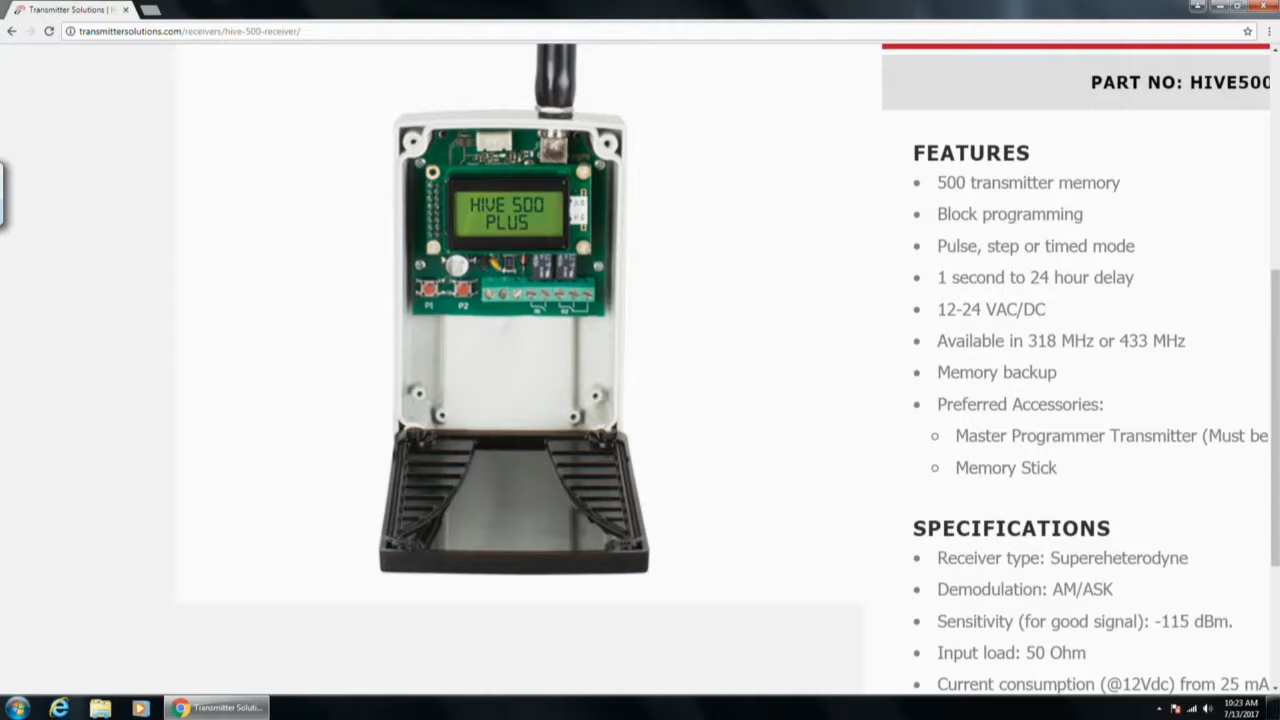 Transmitter Solutions | H
transmittersolutions.com/receivers/hive-500-receiver/
PART NO: HIVE500
HIVE 500
PLUS
P1
P2
FEATURES
500 transmitter memory
Block programming
Pulse, step or timed mode
1 second to 24 hour delay
12-24 VAC/DC
Available in 318 MHz or 433 MHz
Memory backup
Preferred Accessories:
Master Programmer Transmitter (Must be
Memory Stick
SPECIFICATIONS
Receiver type: Supereheterodyne
Demodulation: AM/ASK
Sensitivity (for good signal): -115 dBm.
Input load: 50 Ohm
Current consumption (@12Vdc) from 25 mA
Transmitter Soluti...
10:23 AM
7/13/2017